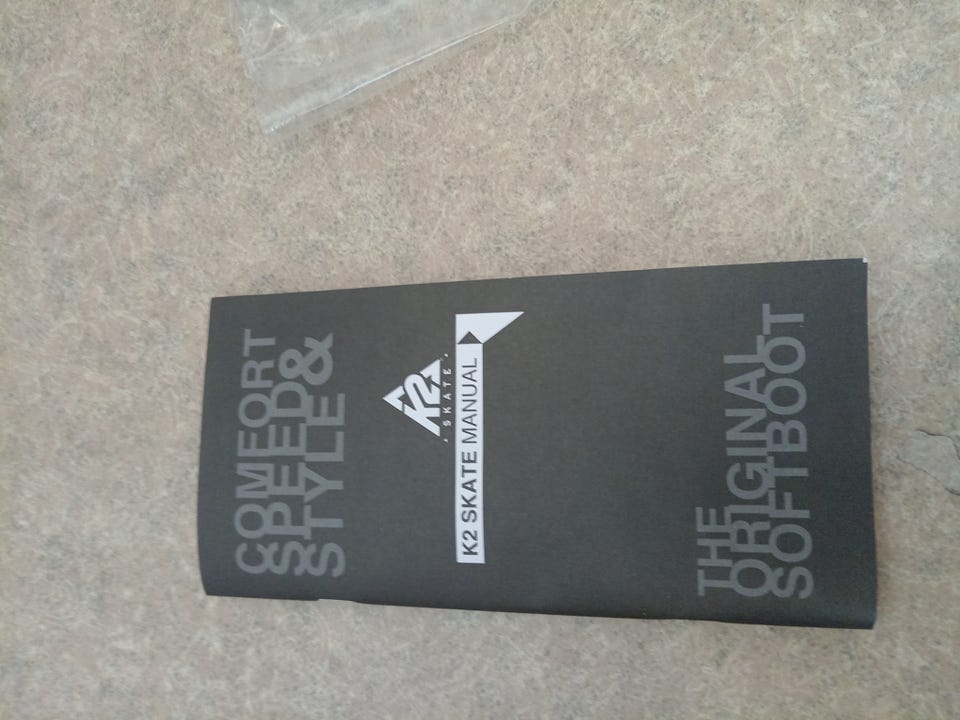 COMFORT
SPEED&
STYLE&
K2
SKATE
K2 SKATE MANUAL
THE
ORIGINAL
SOFTBOOT